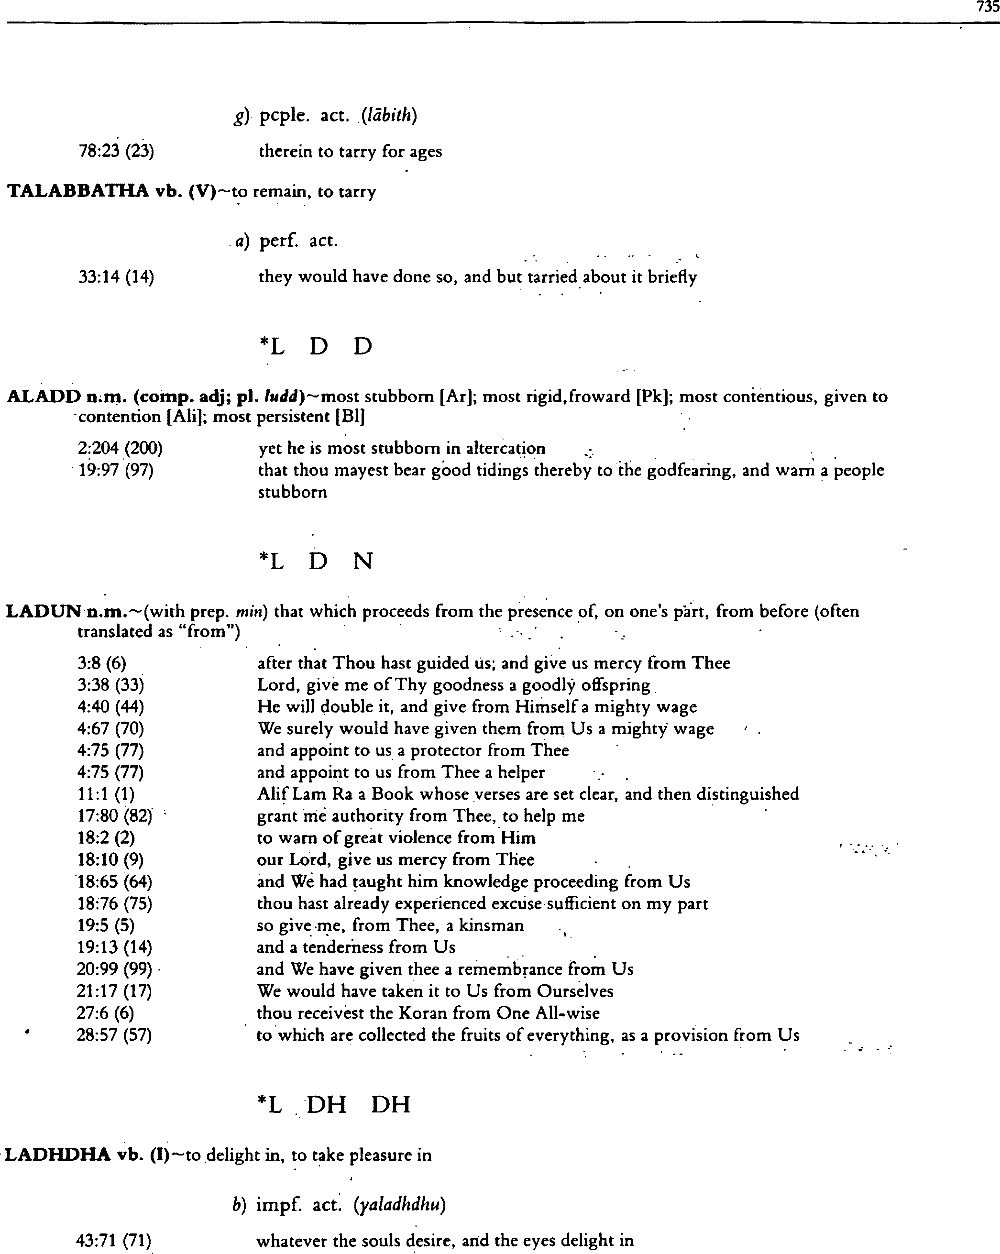 735
g) pcple. act. (lābith)
78:23 (23) therein to tarry for ages
TALABBATHA vb. (V)~to remain, to tarry
a) perf. act.
33:14 (14) they would have done so, and but tarried about it briefly
*L D D
ALADD n.m. (comp. adj; pl. ludd)~most stubborn [Ar]; most rigid, froward [Pk]; most contentious, given to
contention [Ali]; most persistent [Bl]
2:204 (200) yet he is most stubborn in altercation
19:97 (97) that thou mayest bear good tidings thereby to the godfearing, and warn a people
stubborn
*L D N
LADUN n.m.~(with prep. min) that which proceeds from the presence of, on one's part, from before (often
translated as "from")
3:8 (6) after that Thou hast guided us; and give us mercy from Thee
3:38 (33) Lord, give me of Thy goodness a goodly offspring
4:40 (44) He will double it, and give from Himself a mighty wage
4:67 (70) We surely would have given them from Us a mighty wage
4:75 (77) and appoint to us a protector from Thee
4:75 (77) and appoint to us from Thee a helper
11:1 (1) Alif Lam Ra a Book whose verses are set clear, and then distinguished
17:80 (82) grant me authority from Thee, to help me
18:2 (2) to warn of great violence from Him
18:10 (9) our Lord, give us mercy from Thee
18:65 (64) and We had taught him knowledge proceeding from Us
18:76 (75) thou hast already experienced excuse sufficient on my part
19:5 (5) so give me, from Thee, a kinsman
19:13 (14) and a tenderness from Us
20:99 (99) and We have given thee a remembrance from Us
21:17 (17) We would have taken it to Us from Ourselves
27:6 (6) thou receivest the Koran from One All-wise
28:57 (57) to which are collected the fruits of everything, as a provision from Us
*L DH DH
LADHDHA vb. (I)~to delight in, to take pleasure in
b) impf. act. (yaladhdhu)
43:71 (71) whatever the souls desire, and the eyes delight in